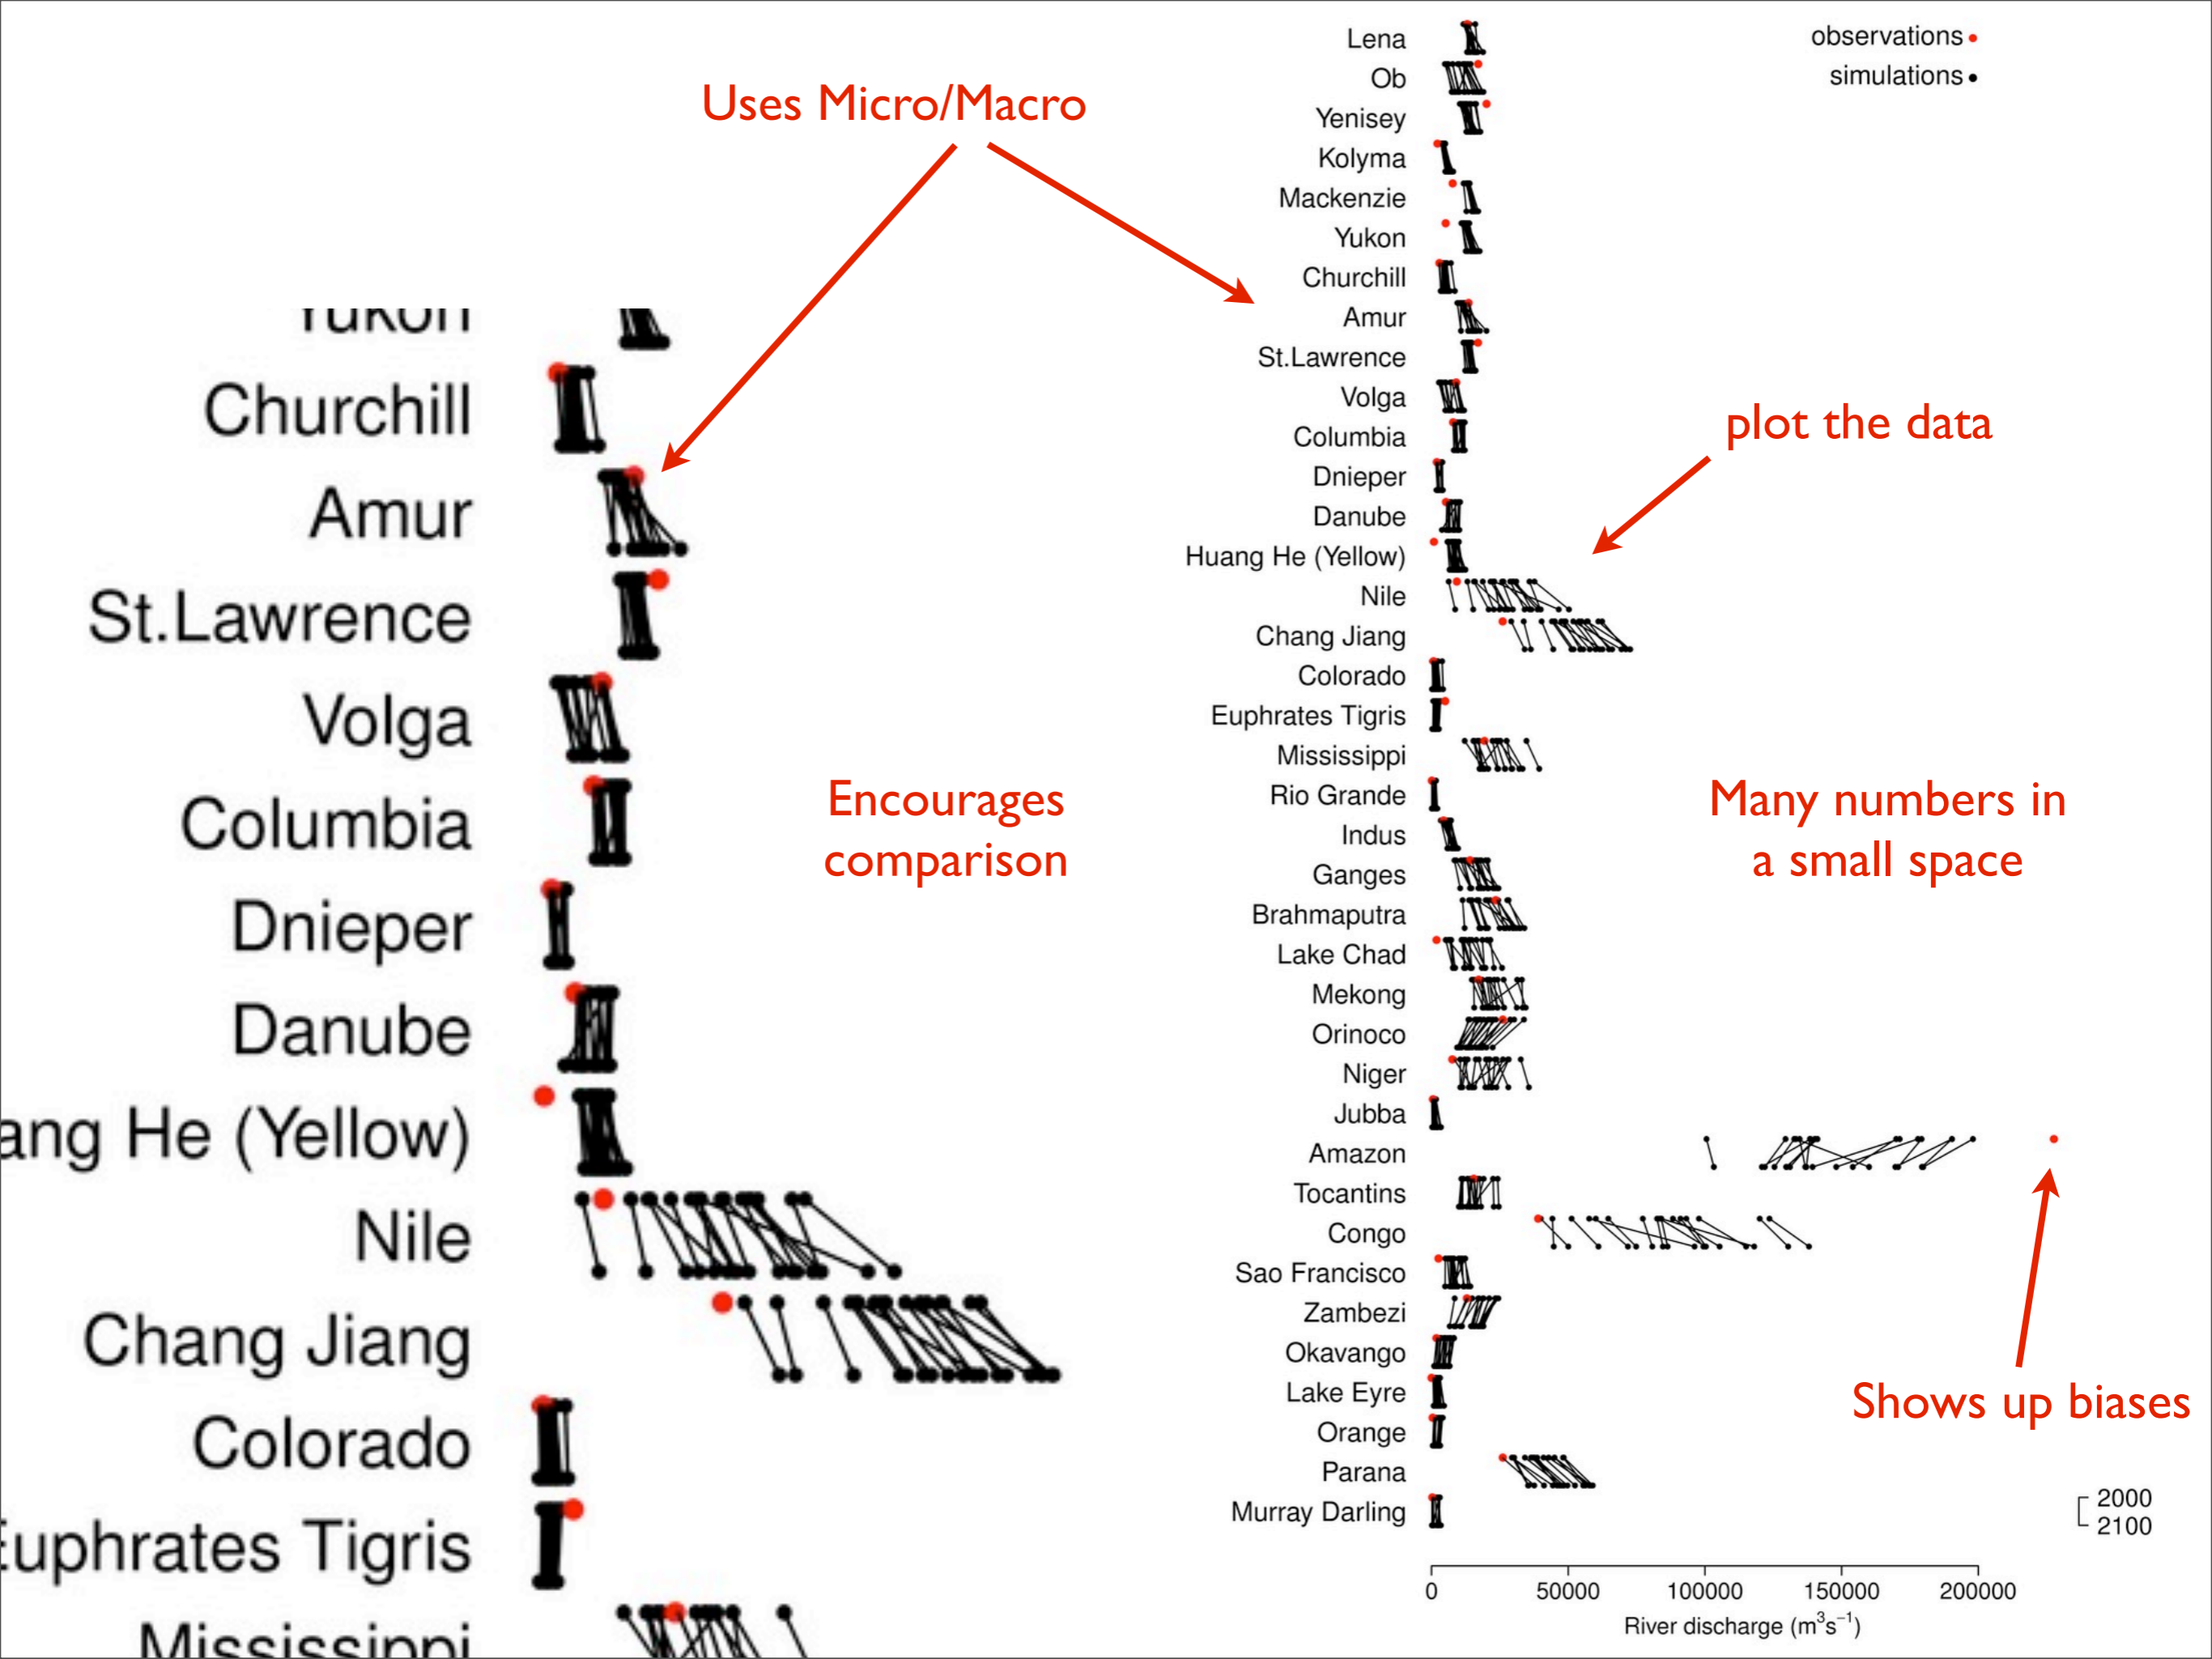 Uses Micro/Macro
Yukon
Churchill
Amur
St.Lawrence
Volga
Columbia
Dnieper
Danube
ang He (Yellow)
Nile
Chang Jiang
Colorado
Euphrates Tigris
Mississippi
Encourages
comparison
Lena
Ob
Yenisey
Kolyma
Mackenzie
Yukon
Churchill
Amur
St.Lawrence
Volga
Columbia
Dnieper
Danube
Huang He (Yellow)
Nile
Chang Jiang
Colorado
Euphrates Tigris
Mississippi
Rio Grande
Indus
Ganges
Brahmaputra
Lake Chad
Mekong
Orinoco
Niger
Jubba
Amazon
Tocantins
Congo
Sao Francisco
Zambezi
Okavango
Lake Eyre
Orange
Parana
Murray Darling
observations
simulations
plot the data
Many numbers in
a small space
Shows up biases
2000
2100
0 50000 100000 150000 200000
River discharge (m³s⁻¹)